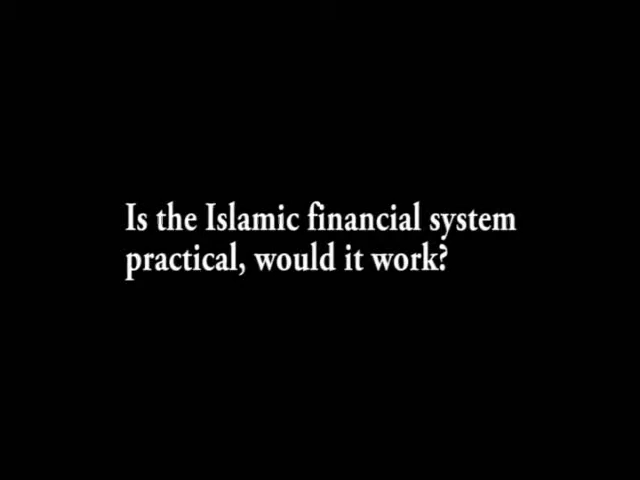 Is the Islamic financial system
practical, would it work?